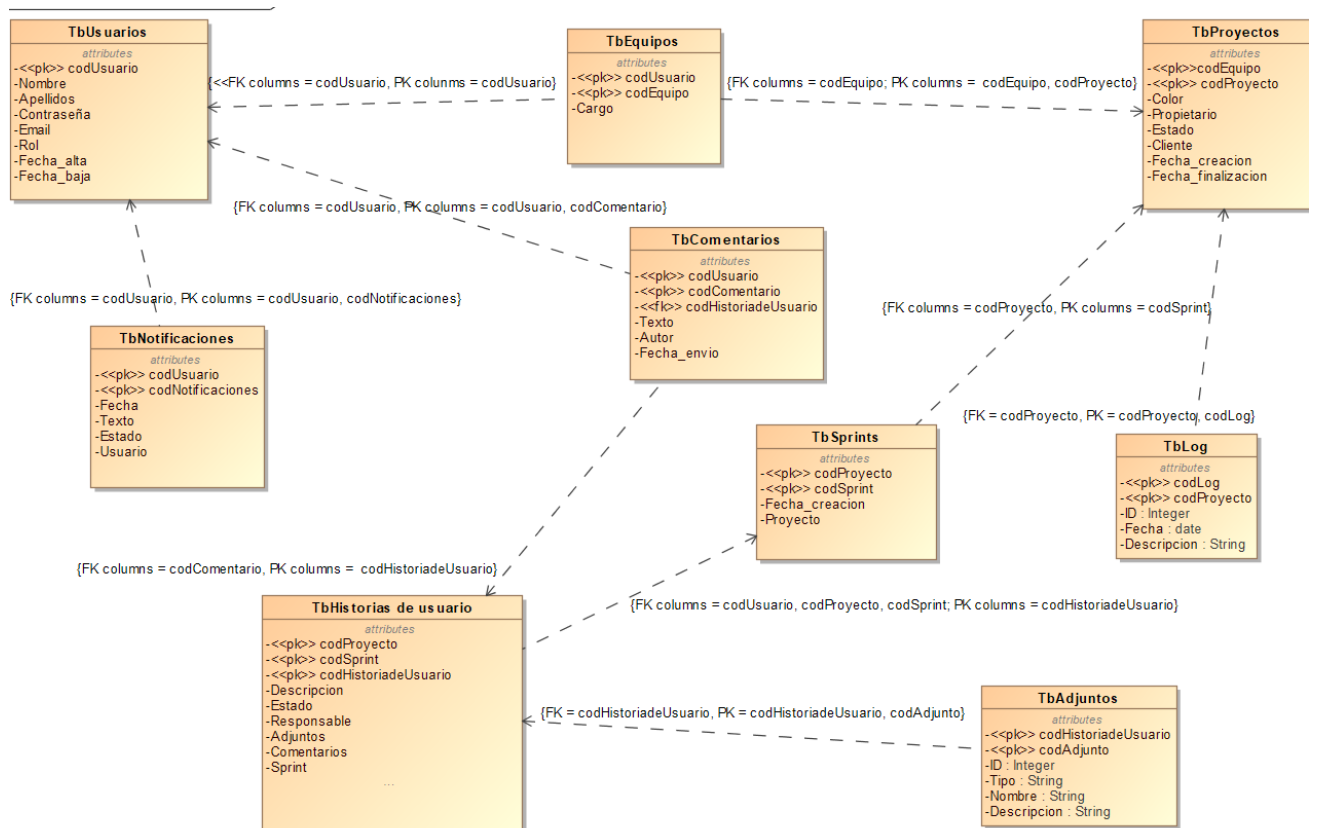 TbUsuarios
attributes
-<<pk>> codUsuario
-Nombre
-Apellidos
-Contraseña
-Email
-Rol
-Fecha_alta
-Fecha_baja
{<<FK columns = codUsuario, PK colunms = codUsuario}
TbEquipos
attributes
-<<pk>> codUsuario
-<<pk>> codEquipo
-Cargo
{FK columns = codEquipo; PK columns = codEquipo, codProyecto}
TbProyectos
attributes
-<<pk>>codEquipo
-<<pk>> codProyecto
-Color
-Propietario
-Estado
-Cliente
-Fecha_creacion
-Fecha_finalizacion
{FK columns = codUsuario, PK columns = codUsuario, codComentario}
TbComentarios
attributes
-<<pk>> codUsuario
-<<pk>> codComentario
-<<fk>> codHistoriadeUsuario
-Texto
-Autor
-Fecha_envio
{FK columns = codUsuario, PK columns = codUsuario, codNotificaciones}
{FK columns = codProyecto, PK columns = codSprint}
TbNotificaciones
attributes
-<<pk>> codUsuario
-<<pk>> codNotificaciones
-Fecha
-Texto
-Estado
-Usuario
{FK = codProyecto, PK = codProyecto, codLog}
TbSprints
attributes
-<<pk>> codProyecto
-<<pk>> codSprint
-Fecha_creacion
-Proyecto
TbLog
attributes
-<<pk>> codLog
-<<pk>> codProyecto
-ID : Integer
-Fecha : date
-Descripcion : String
{FK columns = codComentario, PK columns = codHistoriadeUsuario}
{FK columns = codUsuario, codProyecto, codSprint; PK columns = codHistoriadeUsuario}
TbHistorias de usuario
attributes
-<<pk>> codProyecto
-<<pk>> codSprint
-<<pk>> codHistoriadeUsuario
-Descripcion
-Estado
-Responsable
-Adjuntos
-Comentarios
-Sprint
...
{FK = codHistoriadeUsuario, PK = codHistoriadeUsuario, codAdjunto}
TbAdjuntos
attributes
-<<pk>> codHistoriadeUsuario
-<<pk>> codAdjunto
-ID : Integer
-Tipo : String
-Nombre : String
-Descripcion : String